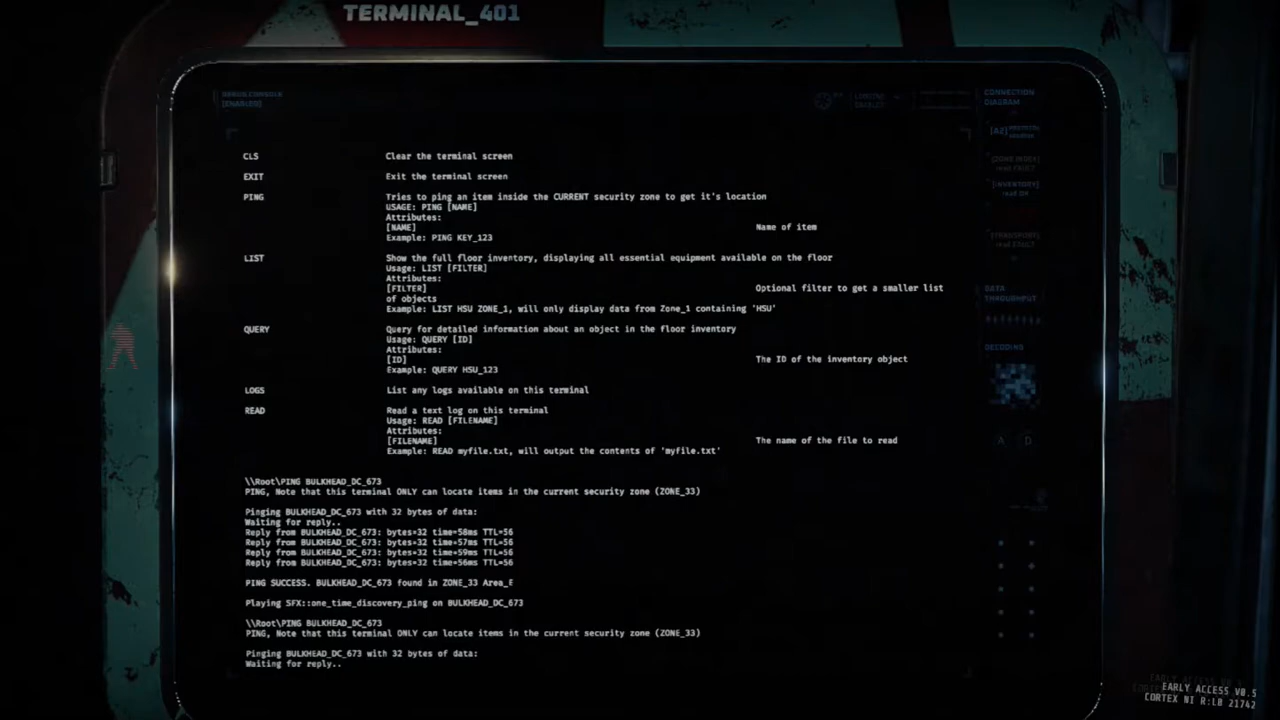 TERMINAL_401
NEXUS.CONSOLE
[ENABLED]
CONNECTION
DIAGRAM
CLS Clear the terminal screen
EXIT Exit the terminal screen
PING Tries to ping an item inside the CURRENT security zone to get it's location
USAGE: PING [NAME]
Attributes:
[NAME] Name of item
Example: PING KEY_123
LIST Show the full floor inventory, displaying all essential equipment available on the floor
Usage: LIST [FILTER]
Attributes:
[FILTER] Optional filter to get a smaller list
of objects
Example: LIST HSU ZONE_1, will only display data from Zone_1 containing 'HSU'
QUERY Query for detailed information about an object in the floor inventory
Usage: QUERY [ID]
Attributes:
[ID] The ID of the inventory object
Example: QUERY HSU_123
LOGS List any logs available on this terminal
READ Read a text log on this terminal
Usage: READ [FILENAME]
Attributes:
[FILENAME] The name of the file to read
Example: READ myfile.txt, will output the contents of 'myfile.txt'
\\Root\PING BULKHEAD_DC_673
PING, Note that this terminal ONLY can locate items in the current security zone (ZONE_33)
Pinging BULKHEAD_DC_673 with 32 bytes of data:
Waiting for reply..
Reply from BULKHEAD_DC_673: bytes=32 time=58ms TTL=56
Reply from BULKHEAD_DC_673: bytes=32 time=57ms TTL=56
Reply from BULKHEAD_DC_673: bytes=32 time=59ms TTL=56
Reply from BULKHEAD_DC_673: bytes=32 time=56ms TTL=56
PING SUCCESS. BULKHEAD_DC_673 found in ZONE_33 Area_E
Playing SFX::one_time_discovery_ping on BULKHEAD_DC_673
\\Root\PING BULKHEAD_DC_673
PING, Note that this terminal ONLY can locate items in the current security zone (ZONE_33)
Pinging BULKHEAD_DC_673 with 32 bytes of data:
Waiting for reply..
[A2]
DATA
THROUGHPUT
DECODING
A D
EARLY ACCESS V0.5
CORTEX NI R:LB 21742